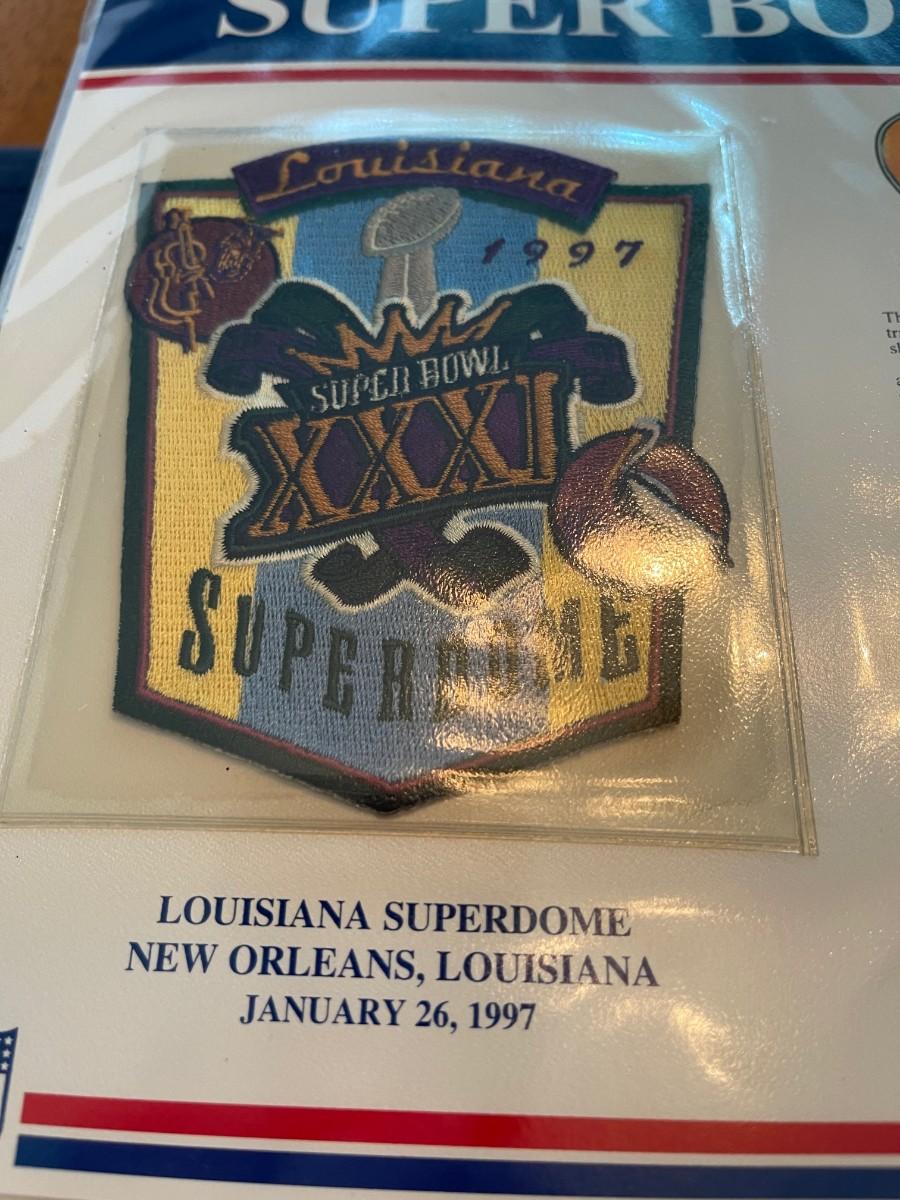 SUPER BO
Louisiana
1997
SUPER BOWL
XXXI
SUPERDOME
LOUISIANA SUPERDOME
NEW ORLEANS, LOUISIANA
JANUARY 26, 1997